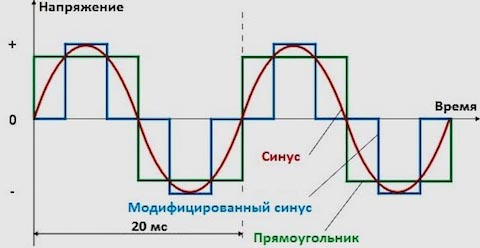 Напряжение
+
Время
0
Синус
-
Модифицированный синус
20 мс
Прямоугольник